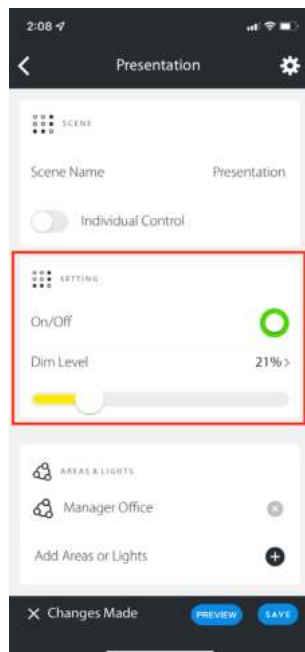 2:08
Presentation
SCENE
Scene Name Presentation
Individual Control
SETTING
On/Off
Dim Level 21% >
AREAS & LIGHTS
Manager Office
Add Areas or Lights
Changes Made PREVIEW SAVE